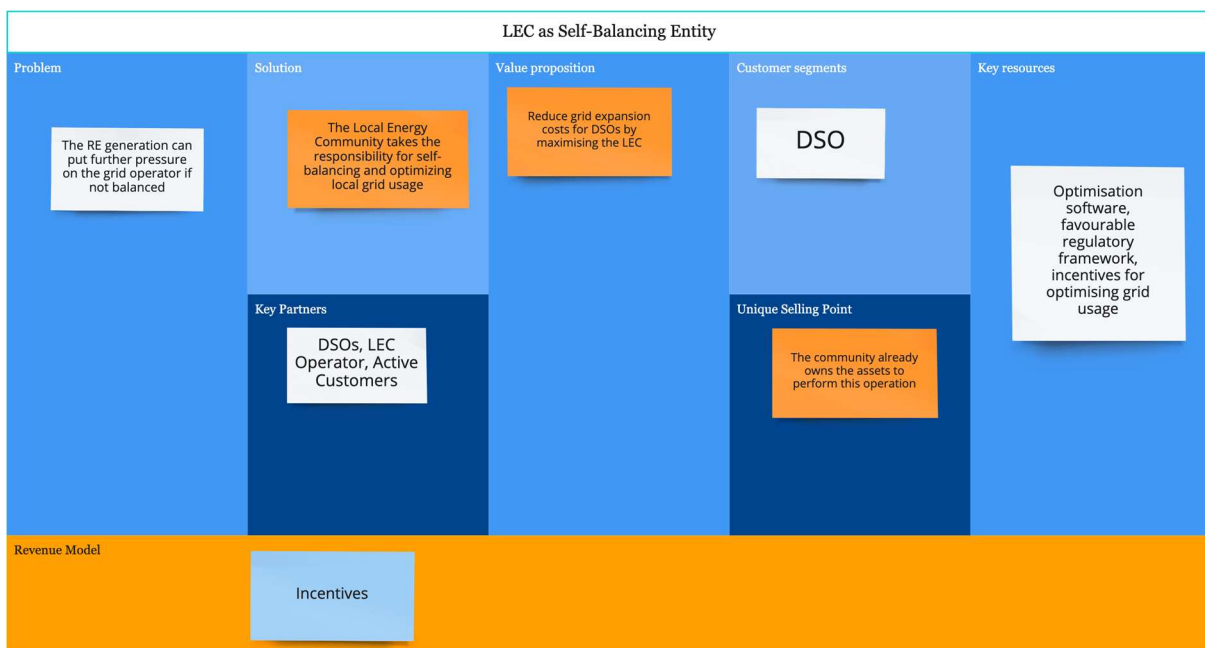 LEC as Self-Balancing Entity
Problem
The RE generation can
put further pressure
on the grid operator if
not balanced
Solution
The Local Energy
Community takes the
responsibility for self-
balancing and optimizing
local grid usage
Key Partners
DSOs, LEC
Operator, Active
Customers
Value proposition
Reduce grid expansion
costs for DSOs by
maximising the LEC
Customer segments
DSO
Unique Selling Point
The community already
owns the assets to
perform this operation
Key resources
Optimisation
software,
favourable
regulatory
framework,
incentives for
optimising grid
usage
Revenue Model
Incentives